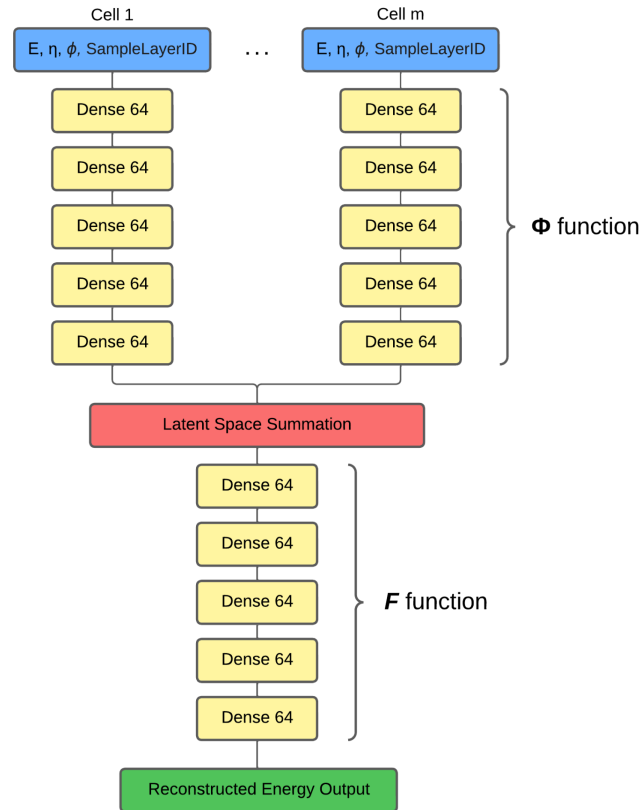 Cell 1
Cell m
E, η, ϕ, SampleLayerID
...
E, η, ϕ, SampleLayerID
Dense 64
Dense 64
Dense 64
Dense 64
Dense 64
Dense 64
Dense 64
Dense 64
Dense 64
Dense 64
Φ function
Latent Space Summation
Dense 64
Dense 64
Dense 64
Dense 64
Dense 64
F function
Reconstructed Energy Output